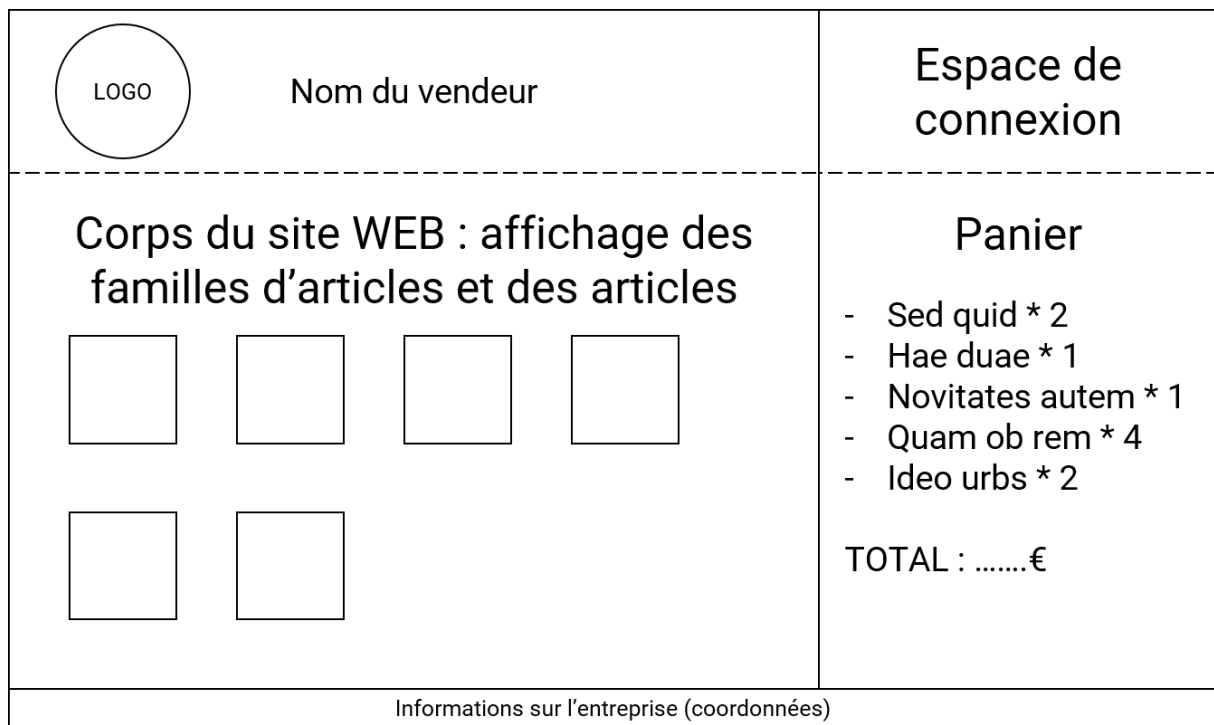 LOGO
Nom du vendeur
Espace de
connexion
Corps du site WEB : affichage des
familles d’articles et des articles
Panier
- Sed quid * 2
- Hae duae * 1
- Novitates autem * 1
- Quam ob rem * 4
- Ideo urbs * 2
TOTAL : .......€
Informations sur l’entreprise (coordonnées)